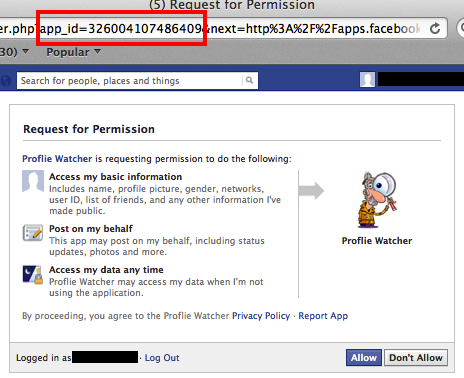 (5) Request for Permission
er.php?app_id=326004107486409&next=http%3A%2F%2Fapps.facebook
30) Popular
Search for people, places and things
Request for Permission
Proflie Watcher is requesting permission to do the following:
Access my basic information
Includes name, profile picture, gender, networks,
user ID, list of friends, and any other information I've
made public.
Post on my behalf
This app may post on my behalf, including status
updates, photos and more.
Access my data any time
Proflie Watcher may access my data when I'm not
using the application.
Proflie Watcher
By proceeding, you agree to the Proflie Watcher Privacy Policy · Report App
Logged in as · Log Out
Allow Don't Allow